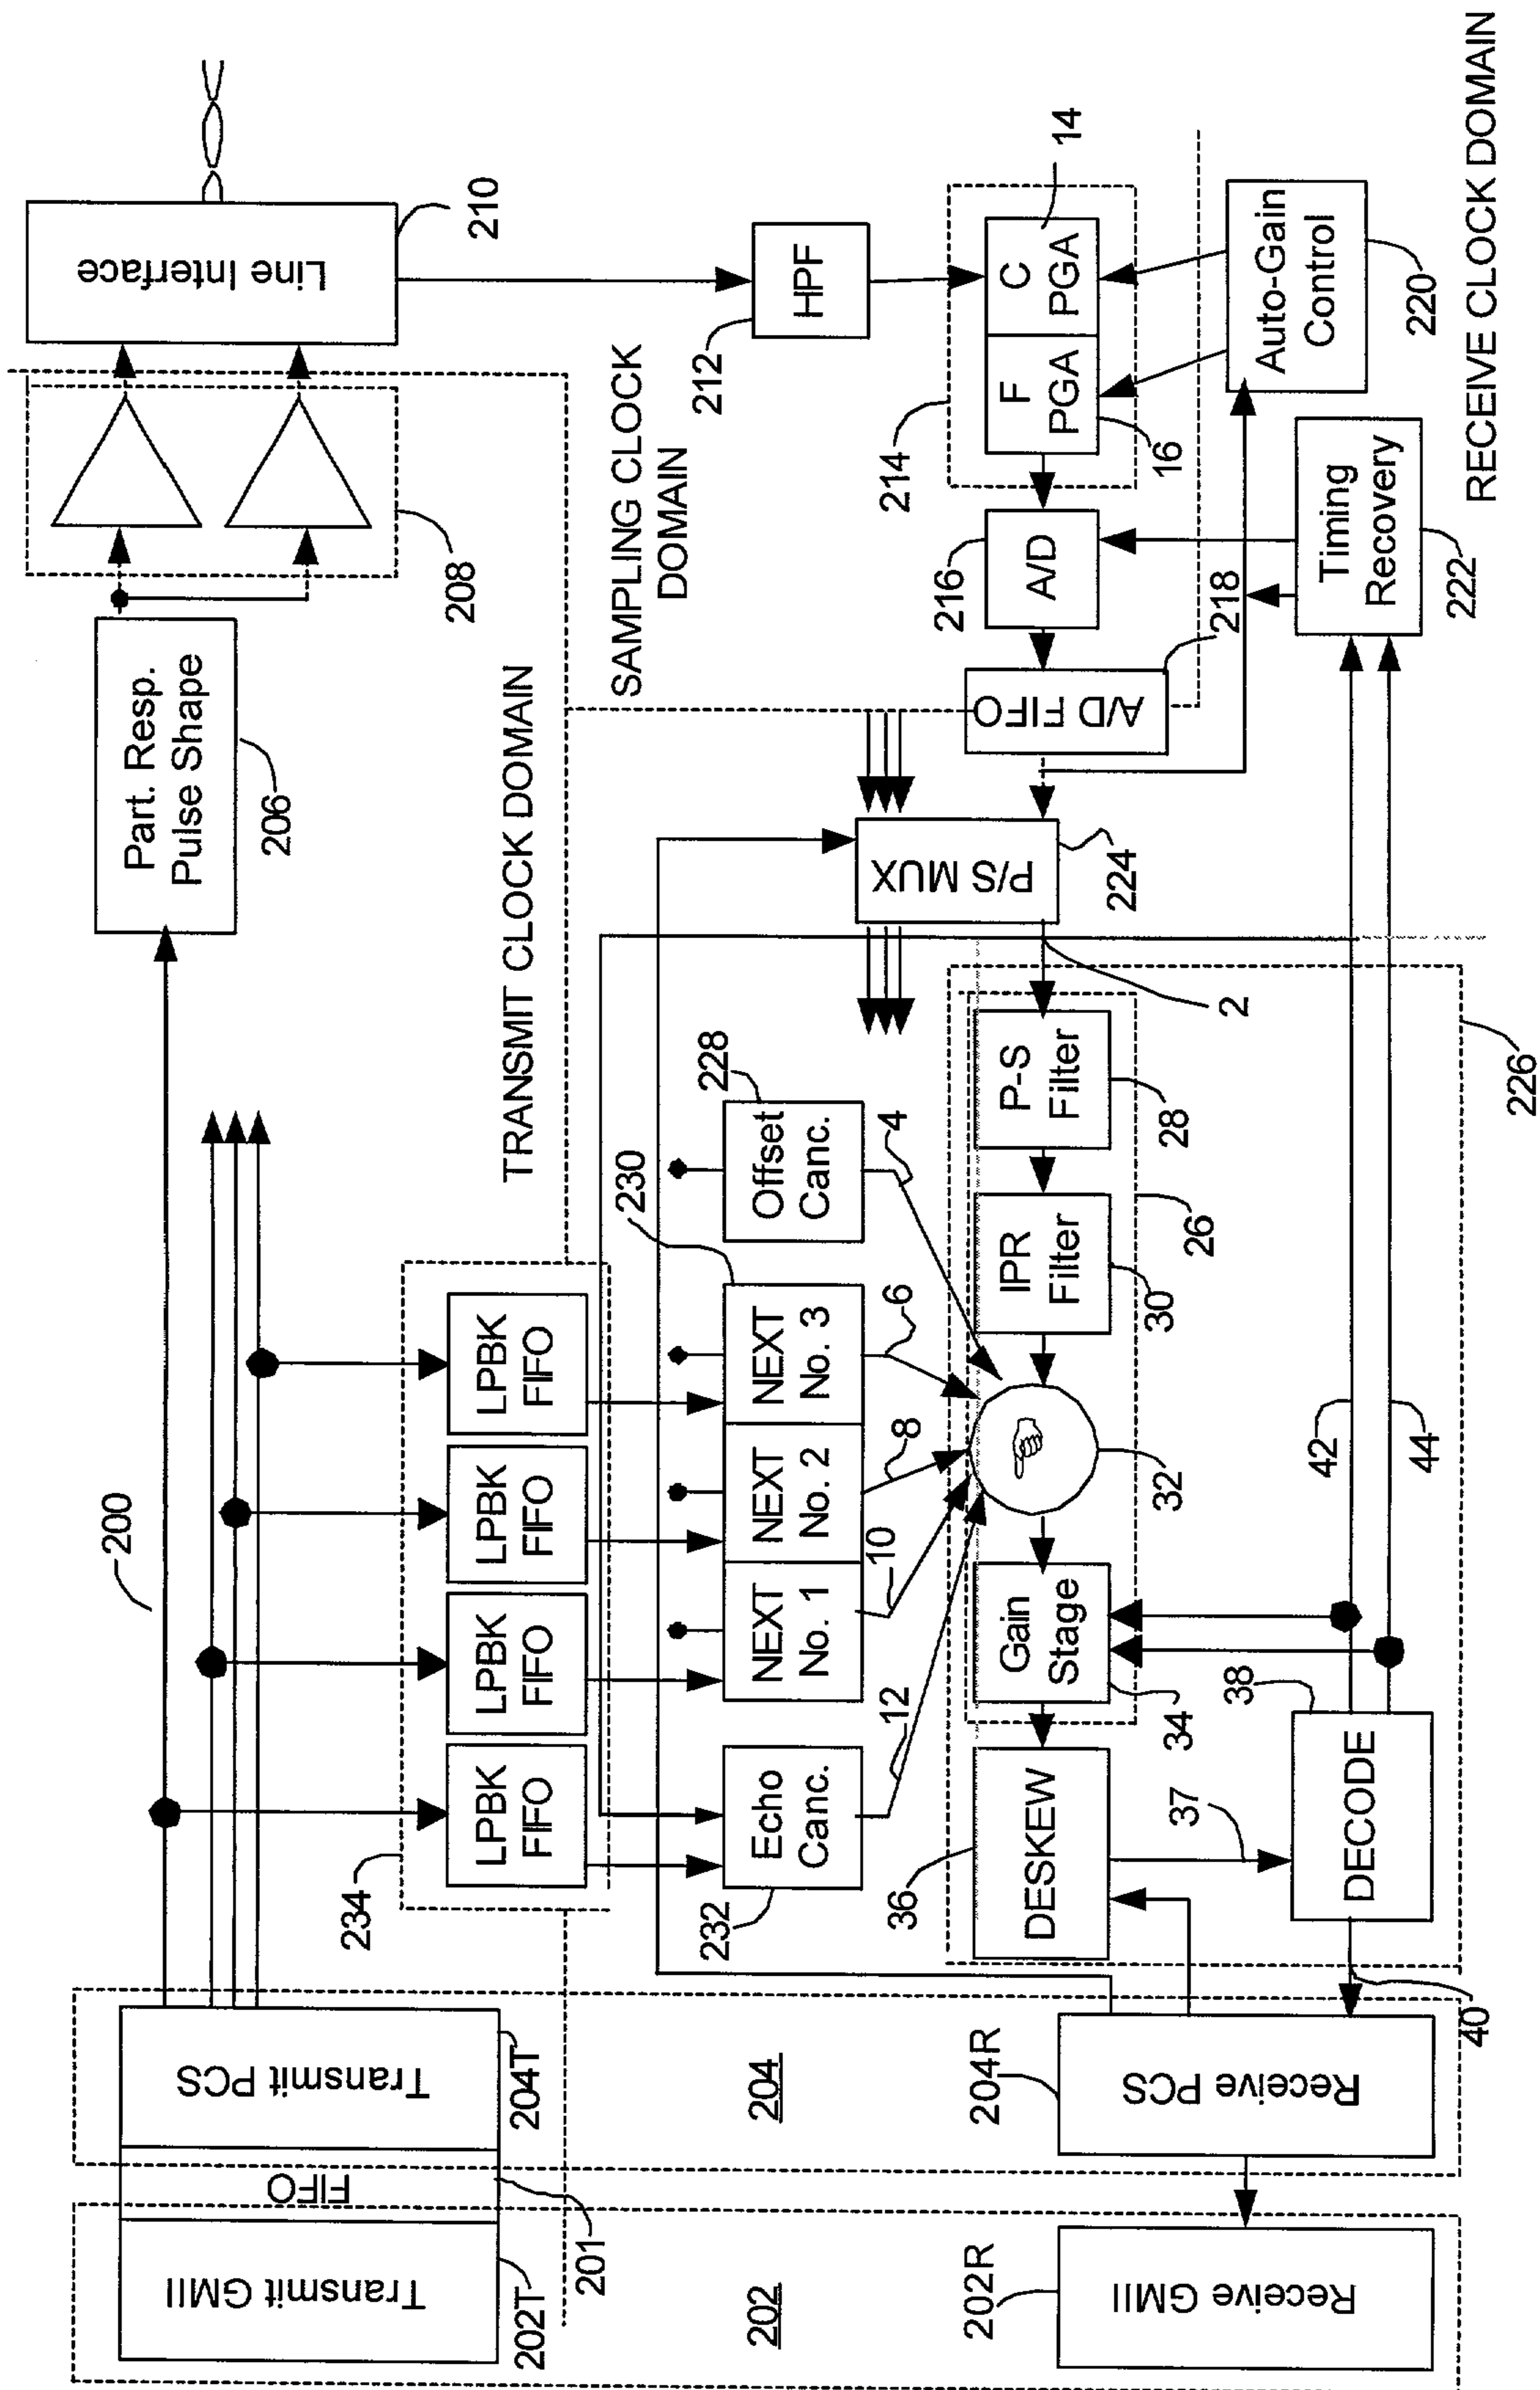 200
Part. Resp.
Pulse Shape
206
208
Line Interface
210
Transmit GMII
202T
FIFO
201
Transmit PCS
204T
234
LPBK
FIFO
LPBK
FIFO
LPBK
FIFO
LPBK
FIFO
TRANSMIT CLOCK DOMAIN
SAMPLING CLOCK
DOMAIN
202
204
232
Echo
Canc.
NEXT
No. 1
NEXT
No. 2
NEXT
No. 3
230
Offset
Canc.
228
12
10
8
6
4
P/S MUX
224
212
HPF
202R
Receive GMII
204R
Receive PCS
36
DESKEW
34
Gain
Stage
32
IPR
Filter
30
P-S
Filter
28
26
2
A/D FIFO
218
216
A/D
214
F
PGA
16
C
PGA
14
37
38
DECODE
40
42
44
226
Timing
Recovery
222
Auto-Gain
Control
220
RECEIVE CLOCK DOMAIN